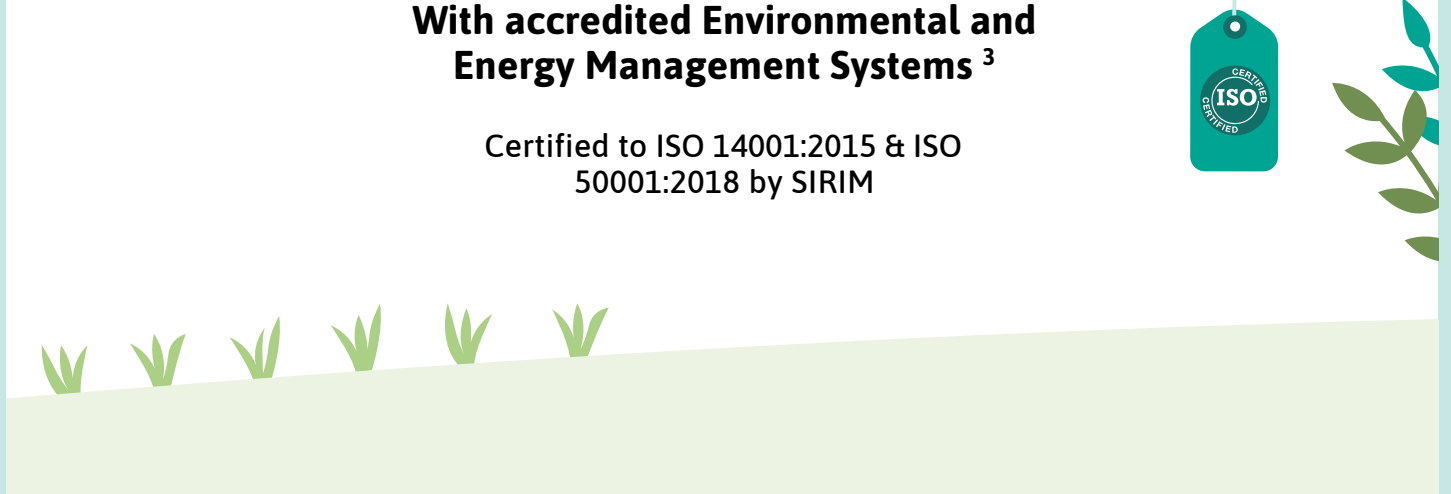 With accredited Environmental and
Energy Management Systems ³
Certified to ISO 14001:2015 & ISO
50001:2018 by SIRIM
CERTIFIED
ISO
CERTIFIED